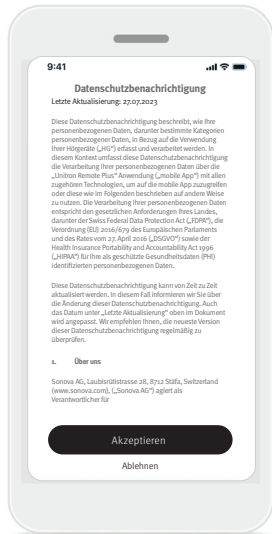 9:41
Datenschutzbenachrichtigung
Letzte Aktualisierung: 27.07.2023
Diese Datenschutzbenachrichtigung beschreibt, wie Ihre
personenbezogenen Daten, darunter bestimmte Kategorien
personenbezogener Daten, in Bezug auf die Verwendung
Ihrer Hörgeräte („HG“) erfasst und verarbeitet werden. In
diesem Kontext umfasst diese Datenschutzbenachrichtigung
die Verarbeitung Ihrer personenbezogenen Daten über die
„Unitron Remote Plus“ Anwendung („mobile App“) mit allen
zugehören Technologien, um auf die mobile App zuzugreifen
oder diese wie im Folgenden beschrieben auf andere Weise
zu nutzen. Die Verarbeitung Ihrer personenbezogenen Daten
entspricht den gesetzlichen Anforderungen Ihres Landes,
darunter der Swiss Federal Data Protection Act („FDPA“), die
Verordnung (EU) 2016/679 des Europäischen Parlaments
und des Rates vom 27. April 2016 („DSGVO“) sowie der
Health Insurance Portability and Accountability Act 1996
(„HIPAA“) für Ihre als geschützte Gesundheitsdaten (PHI)
identifizierten personenbezogenen Daten.
Diese Datenschutzbenachrichtigung kann von Zeit zu Zeit
aktualisiert werden. In diesem Fall informieren wir Sie über
die Änderung dieser Datenschutzbenachrichtigung. Auch
das Datum unter „Letzte Aktualisierung“ oben im Dokument
wird angepasst. Wir empfehlen Ihnen, die neueste Version
dieser Datenschutzbenachrichtigung regelmäßig zu
überprüfen.
1. Über uns
Sonova AG, Laubisrütistrasse 28, 8712 Stäfa, Switzerland
(www.sonova.com), („Sonova AG“) agiert als
Verantwortlicher für
Akzeptieren
Ablehnen